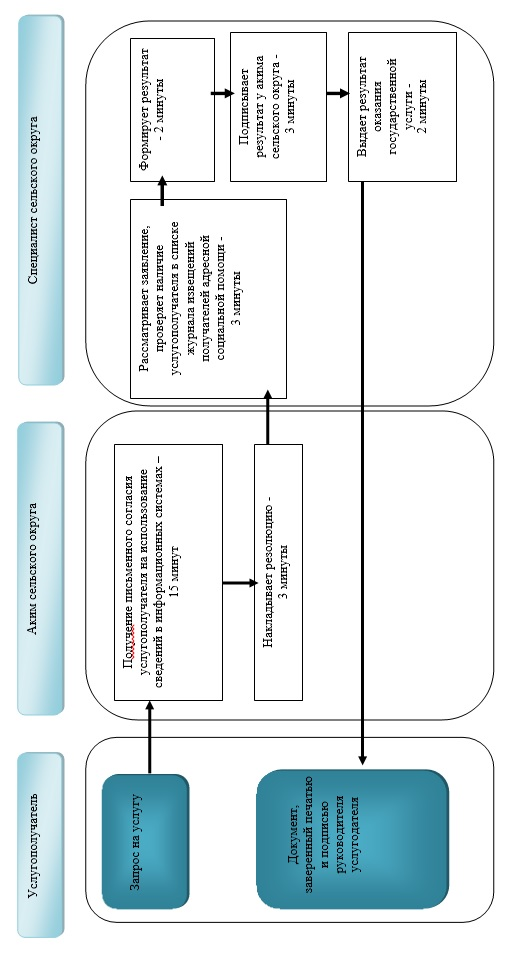 Услугополучатель
Аким сельского округа
Специалист сельского округа
Запрос на услугу
Получение письменного согласия
услугополучателя на использование
сведений в информационных системах –
15 минут
Накладывает резолюцию -
3 минуты
Рассматривает заявление,
проверяет наличие
услугополучателя в списке
журнала извещений
получателей адресной
социальной помощи -
3 минуты
Формирует результат
- 2 минуты
Подписывает
результат у акима
сельского округа -
3 минуты
Выдает результат
оказания
государственной
услуги -
2 минуты
Документ,
заверенный печатью
и подписью
руководителя
услугодателя